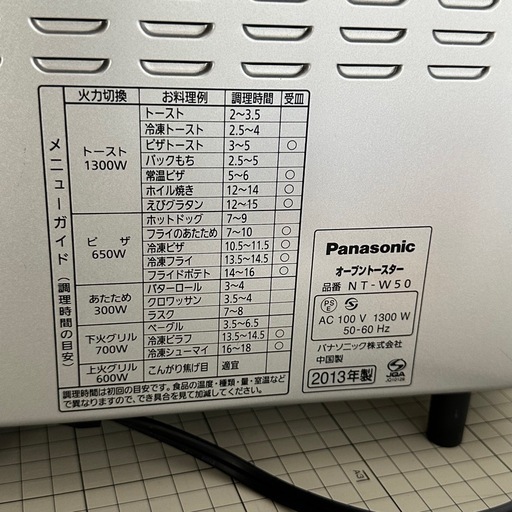 メニューガイド（調理時間の目安）
火力切換 お料理例 調理時間 受皿
トースト 1300W
トースト 2～3.5
冷凍トースト 2.5～4
ピザトースト 3～5 ○
パックもち 2.5～5
常温ピザ 5～6 ○
ホイル焼き 12～14 ○
えびグラタン 12～15 ○
ピザ 650W
ホットドッグ 7～9
フライのあたため 7～10 ○
冷凍ピザ 10.5～11.5 ○
冷凍フライ 13.5～14.5 ○
フライドポテト 14～16 ○
あたため 300W
バターロール 3～4
クロワッサン 3.5～4
ラスク 7～8
下火グリル 700W
ベーグル 3.5～6.5
冷凍ピラフ 13.5～14.5 ○
冷凍シューマイ 16～18 ○
上火グリル 600W
こんがり焦げ目 適宜
調理時間は初回の目安です。食品の温度・種類・量・室温など
で異なりますので、でき具合を見て加減してください。
Panasonic
オーブントースター
品番 NT-W50
PSE
AC 100 V 1300 W
50-60 Hz
パナソニック株式会社
中国製
2013年製
JQA